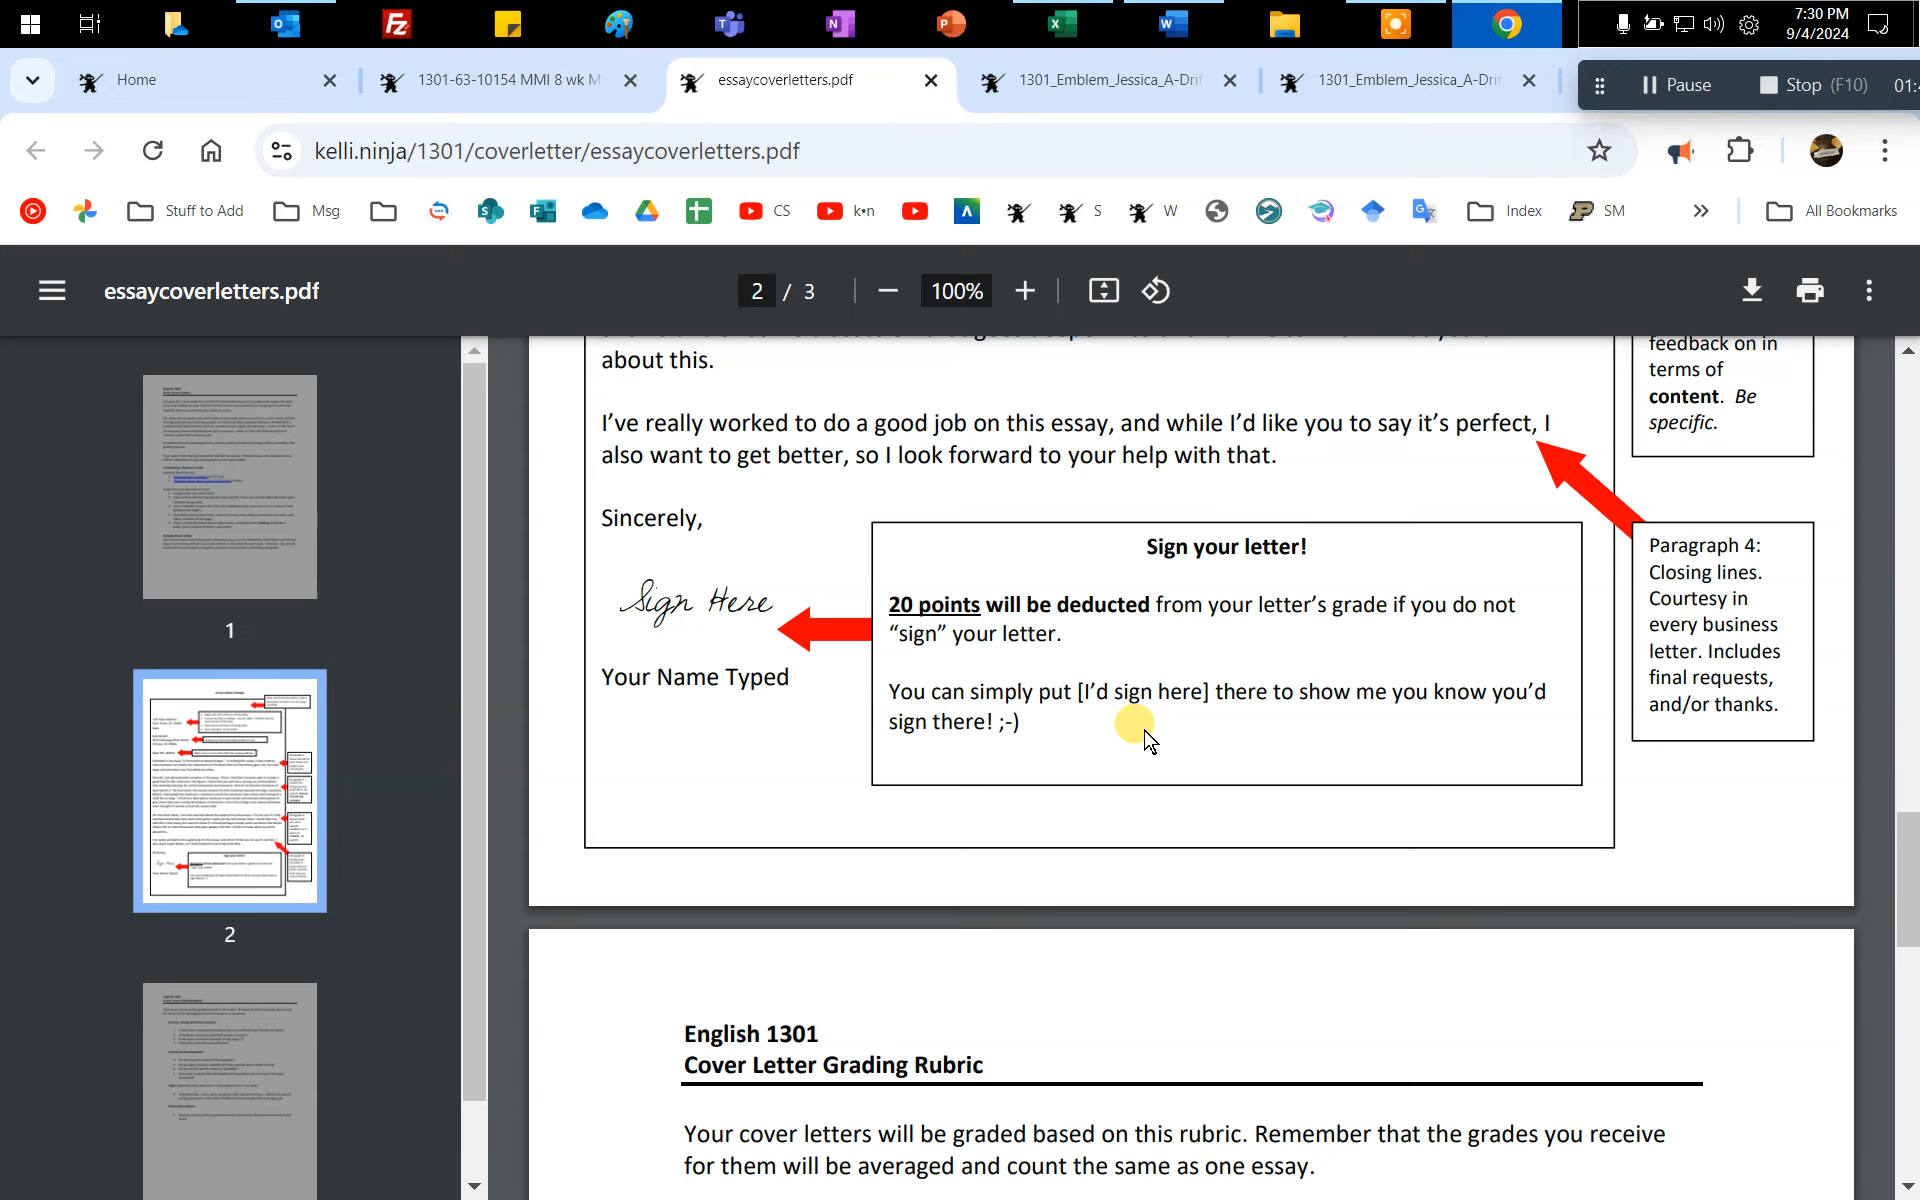 7:30 PM
9/4/2024
Home
1301-63-10154 MMI 8 wk M
essaycoverletters.pdf
1301_Emblem_Jessica_A-Drif
1301_Emblem_Jessica_A-Drif
Pause
Stop (F10)
01:
kelli.ninja/1301/coverletter/essaycoverletters.pdf
Stuff to Add
Msg
CS
k•n
S
W
Index
SM
All Bookmarks
essaycoverletters.pdf
2 / 3
100%
1
2
about this.
I've really worked to do a good job on this essay, and while I'd like you to say it's perfect, I
also want to get better, so I look forward to your help with that.
Sincerely,
Sign Here
Your Name Typed
Sign your letter!
20 points will be deducted from your letter's grade if you do not
“sign” your letter.
You can simply put [I'd sign here] there to show me you know you'd
sign there! ;-)
feedback on in
terms of
content. Be
specific.
Paragraph 4:
Closing lines.
Courtesy in
every business
letter. Includes
final requests,
and/or thanks.
English 1301
Cover Letter Grading Rubric
Your cover letters will be graded based on this rubric. Remember that the grades you receive
for them will be averaged and count the same as one essay.